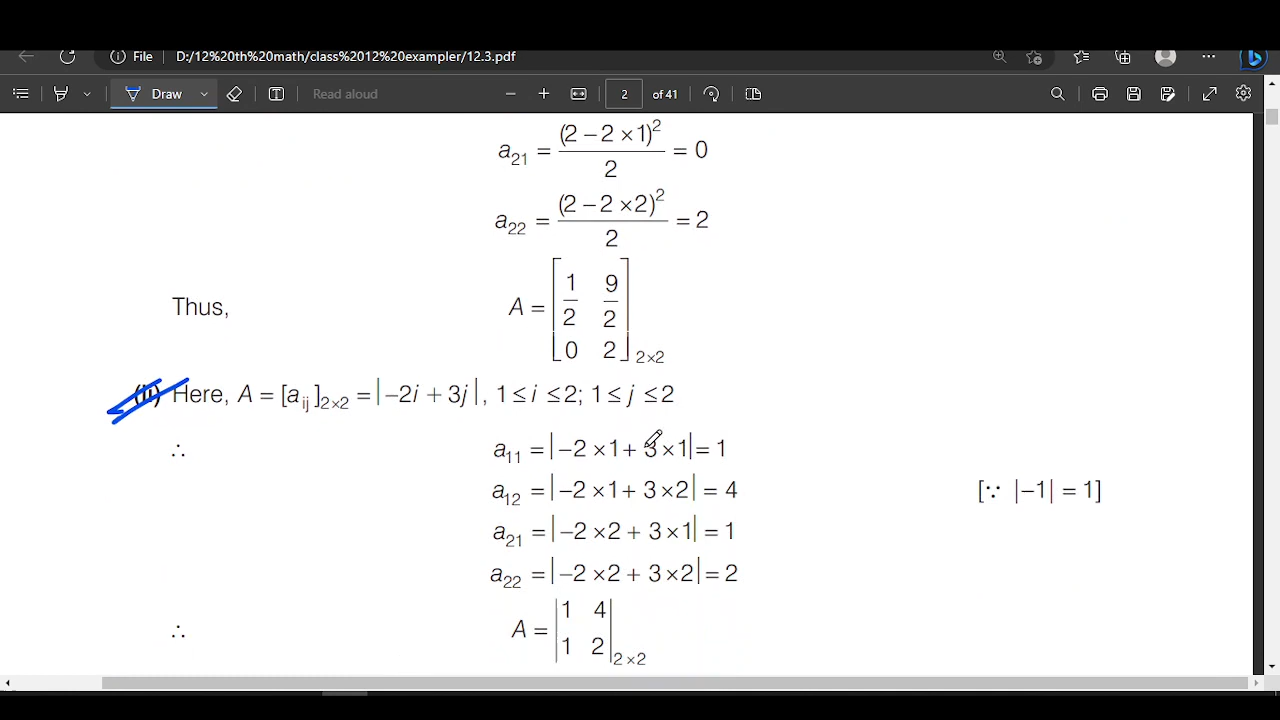 File D:/12%20th%20math/class%2012%20exampler/12.3.pdf
Draw Read aloud 2 of 41
a21 = (2 − 2 × 1)² / 2 = 0
a22 = (2 − 2 × 2)² / 2 = 2
Thus, A = [1/2 9/2
0 2]2×2
(ii) Here, A = [aij]2×2 = |−2i + 3j|, 1 ≤ i ≤ 2; 1 ≤ j ≤ 2
∴ a11 = |−2 × 1 + 3 × 1| = 1
a12 = |−2 × 1 + 3 × 2| = 4 [∵ |−1| = 1]
a21 = |−2 × 2 + 3 × 1| = 1
a22 = |−2 × 2 + 3 × 2| = 2
∴ A = |1 4
1 2|2×2